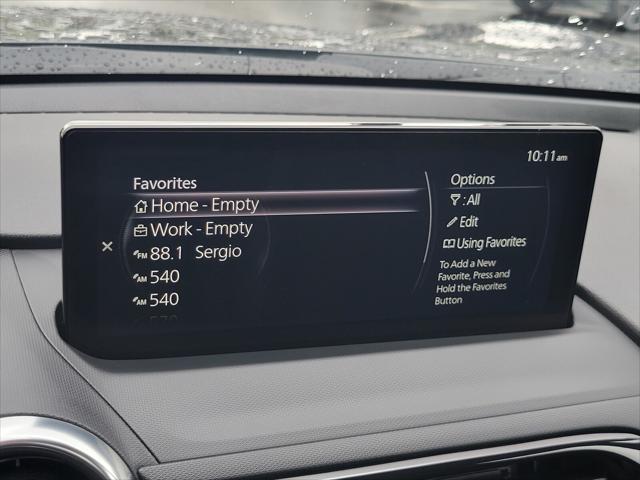 10:11am
Favorites
Home - Empty
Work - Empty
FM 88.1 Sergio
AM 540
AM 540
570
Options
: All
Edit
Using Favorites
To Add a New
Favorite, Press and
Hold the Favorites
Button